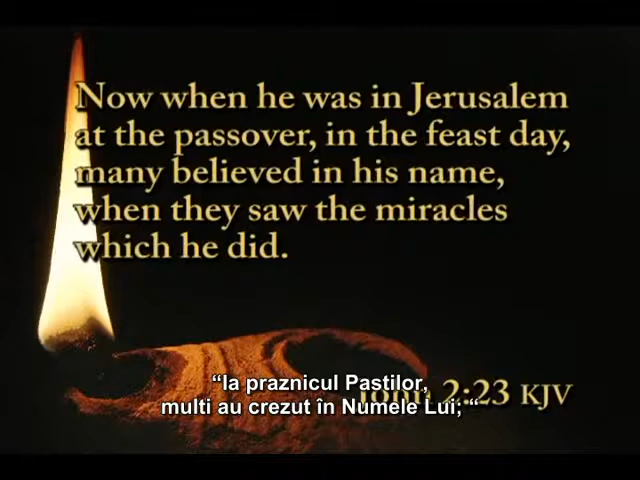 Now when he was in Jerusalem
at the passover, in the feast day,
many believed in his name,
when they saw the miracles
which he did.
“la praznicul Pastilor,
2:23 KJV
multi au crezut în Numele Lui; “